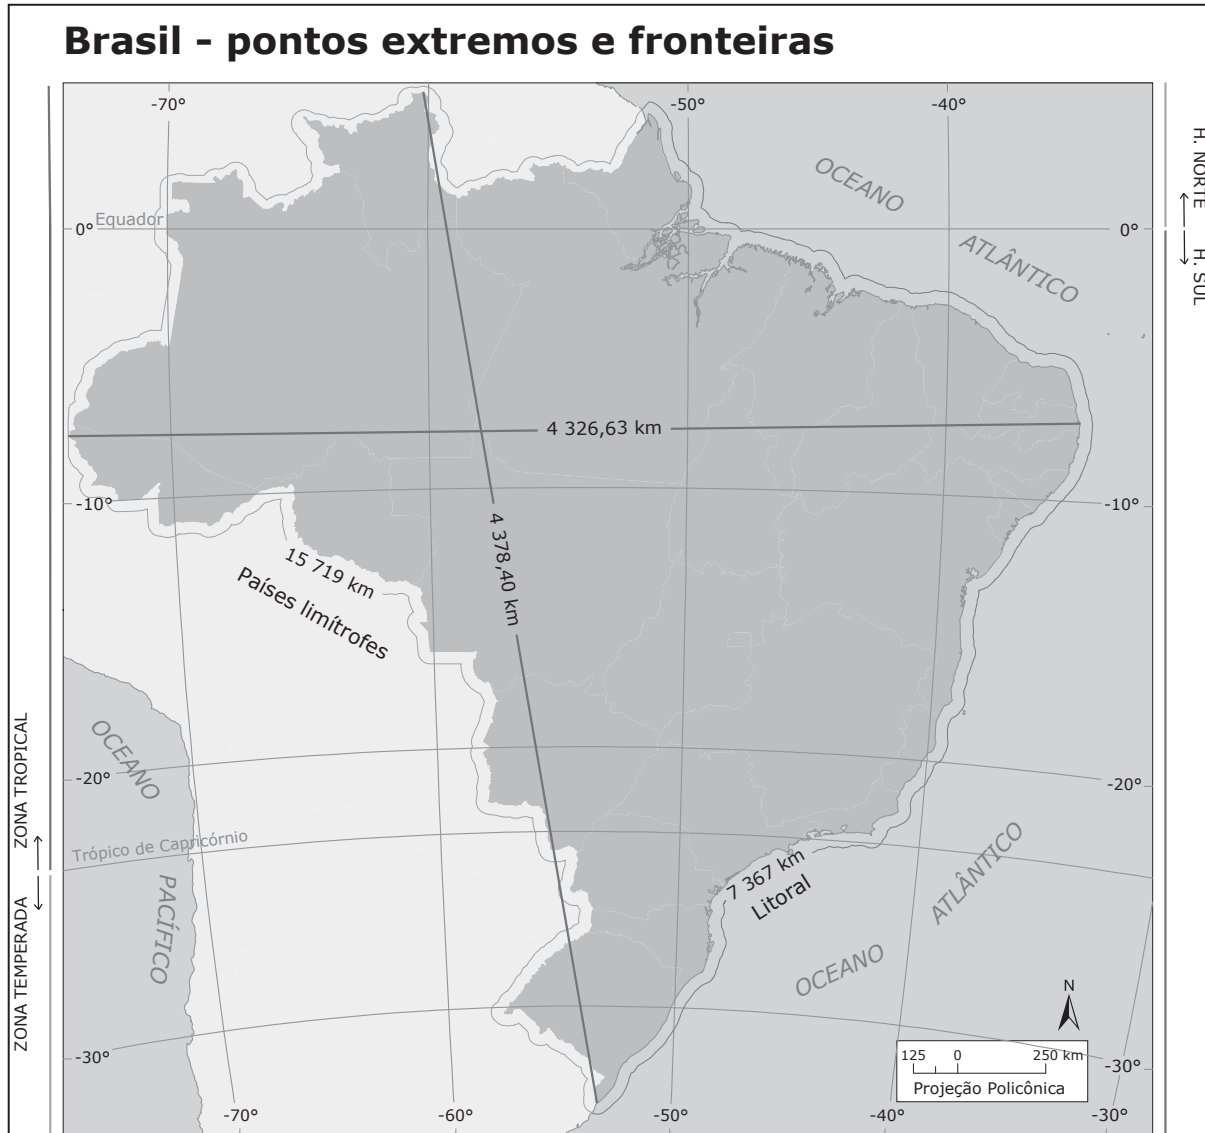 Brasil - pontos extremos e fronteiras
-70°
-50°
-40°
OCEANO
ATLÂNTICO
H. NORTE
H. SUL
Equador
0°
0°
4 326,63 km
-10°
-10°
4 378,40 km
15 719 km
Países limítrofes
OCEANO
PACÍFICO
ZONA TROPICAL
ZONA TEMPERADA
-20°
-20°
Trópico de Capricórnio
7 367 km
Litoral
OCEANO
ATLÂNTICO
N
125 0 250 km
Projeção Policônica
-30°
-30°
-70°
-60°
-50°
-40°
-30°